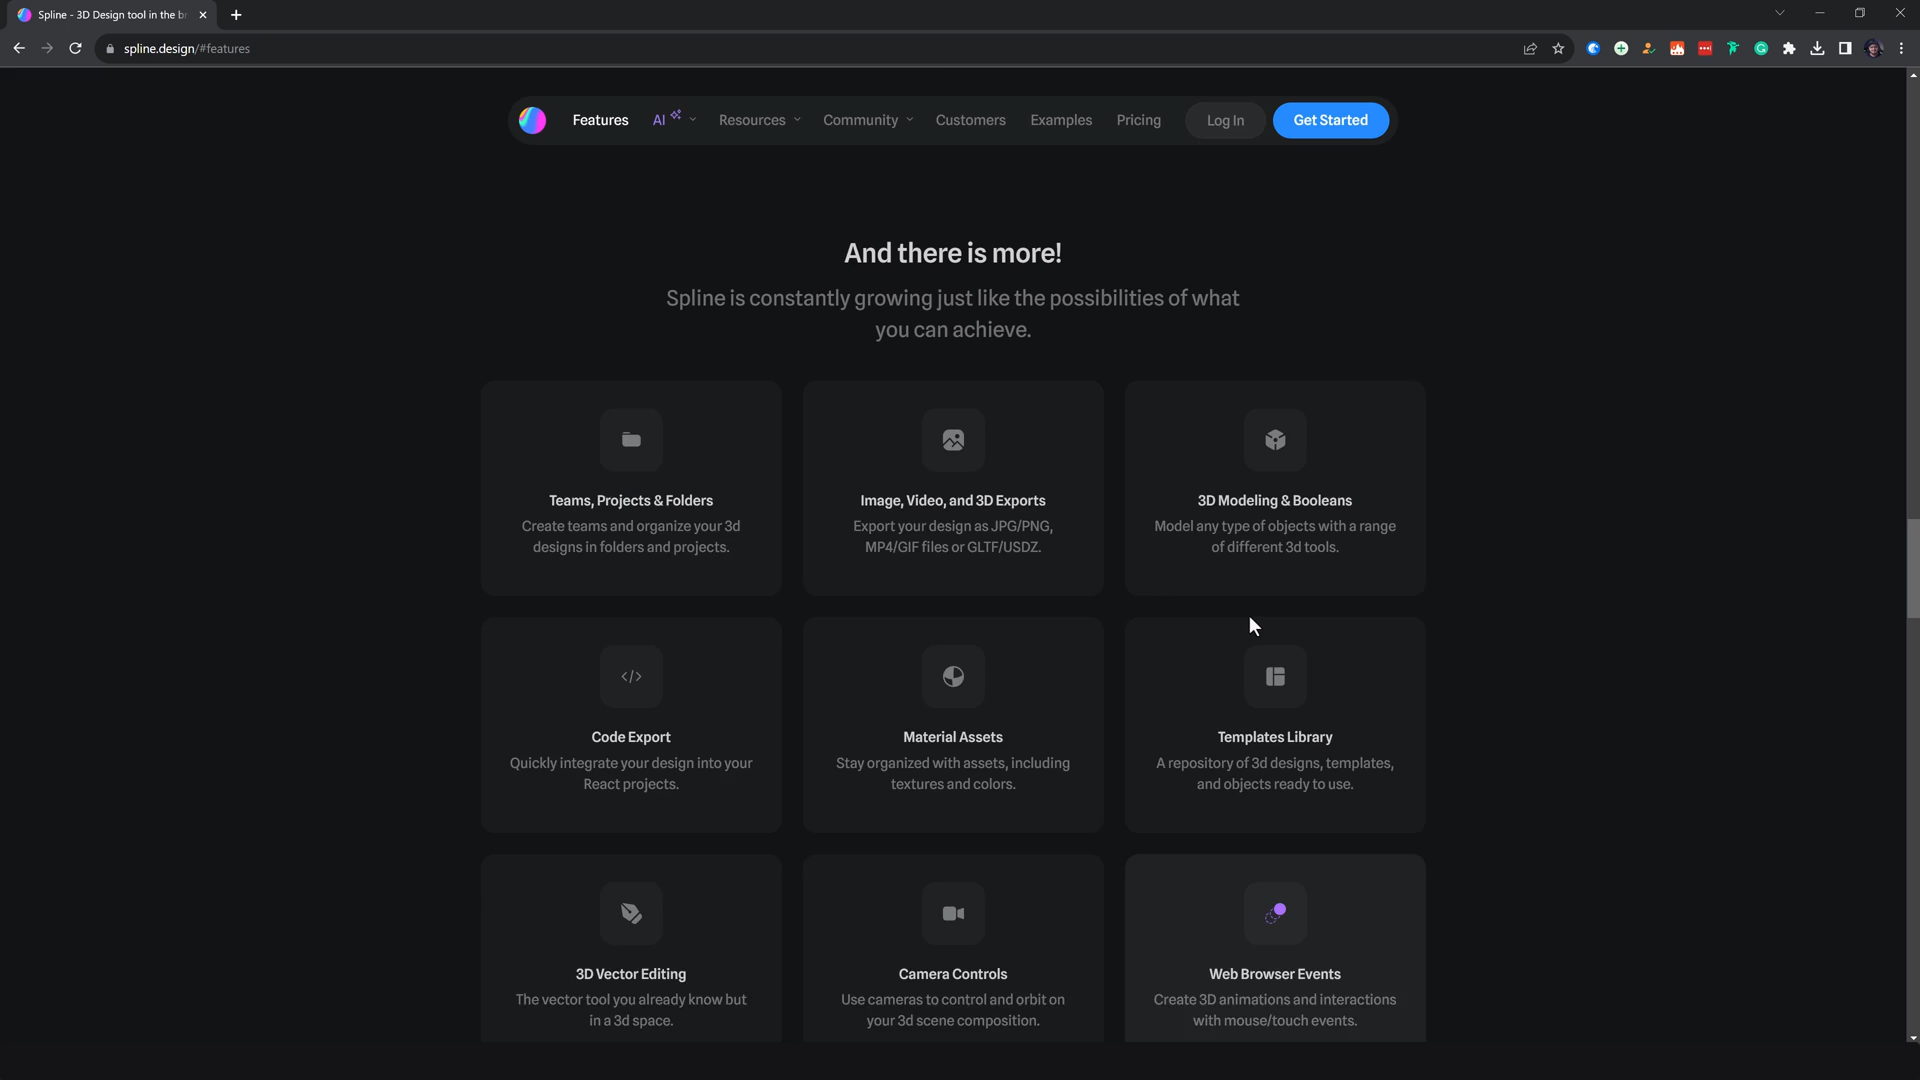 Spline - 3D Design tool in the b
spline.design/#features
Features
AI
Resources
Community
Customers
Examples
Pricing
Log In
Get Started
And there is more!
Spline is constantly growing just like the possibilities of what
you can achieve.
Teams, Projects & Folders
Create teams and organize your 3d
designs in folders and projects.
Image, Video, and 3D Exports
Export your design as JPG/PNG,
MP4/GIF files or GLTF/USDZ.
3D Modeling & Booleans
Model any type of objects with a range
of different 3d tools.
Code Export
Quickly integrate your design into your
React projects.
Material Assets
Stay organized with assets, including
textures and colors.
Templates Library
A repository of 3d designs, templates,
and objects ready to use.
3D Vector Editing
The vector tool you already know but
in a 3d space.
Camera Controls
Use cameras to control and orbit on
your 3d scene composition.
Web Browser Events
Create 3D animations and interactions
with mouse/touch events.